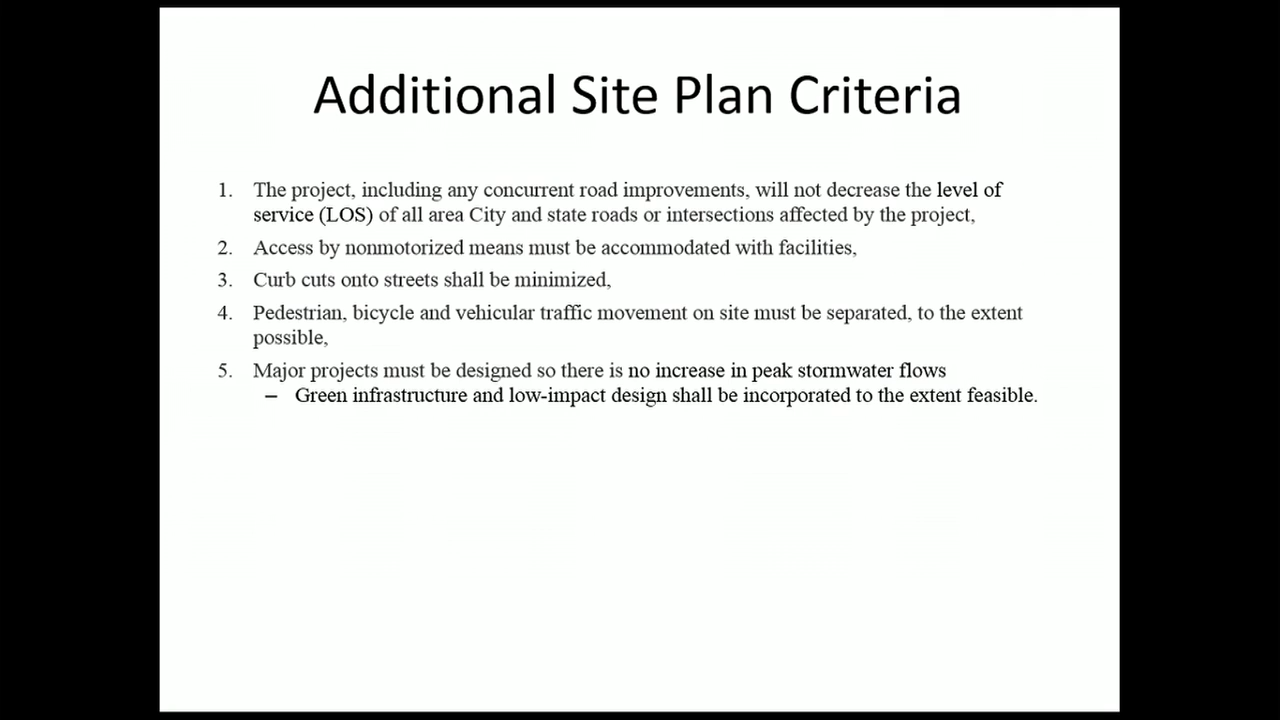 Additional Site Plan Criteria
1. The project, including any concurrent road improvements, will not decrease the level of
service (LOS) of all area City and state roads or intersections affected by the project,
2. Access by nonmotorized means must be accommodated with facilities,
3. Curb cuts onto streets shall be minimized,
4. Pedestrian, bicycle and vehicular traffic movement on site must be separated, to the extent
possible,
5. Major projects must be designed so there is no increase in peak stormwater flows
– Green infrastructure and low-impact design shall be incorporated to the extent feasible.